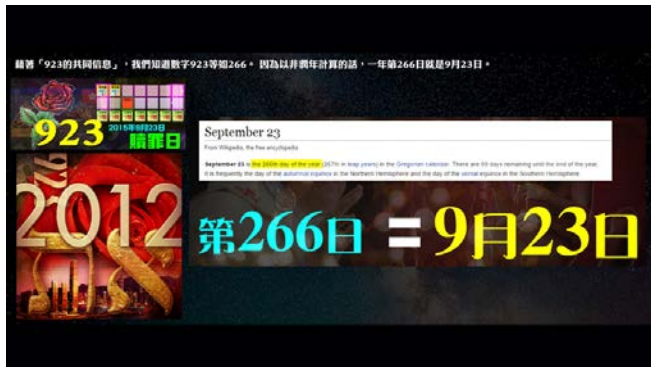 藉著「923的共同信息」，我們知道數字923等如266。因為以非潤年計算的話，一年第266日就是9月23日。
923
2015年9月23日
贖罪日
2012
September 23
From Wikipedia, the free encyclopedia
September 23 is the 266th day of the year (267th in leap years) in the Gregorian calendar. There are 99 days remaining until the end of the year.
It is frequently the day of the autumnal equinox in the Northern Hemisphere and the day of the vernal equinox in the Southern Hemisphere.
第266日 = 9月23日